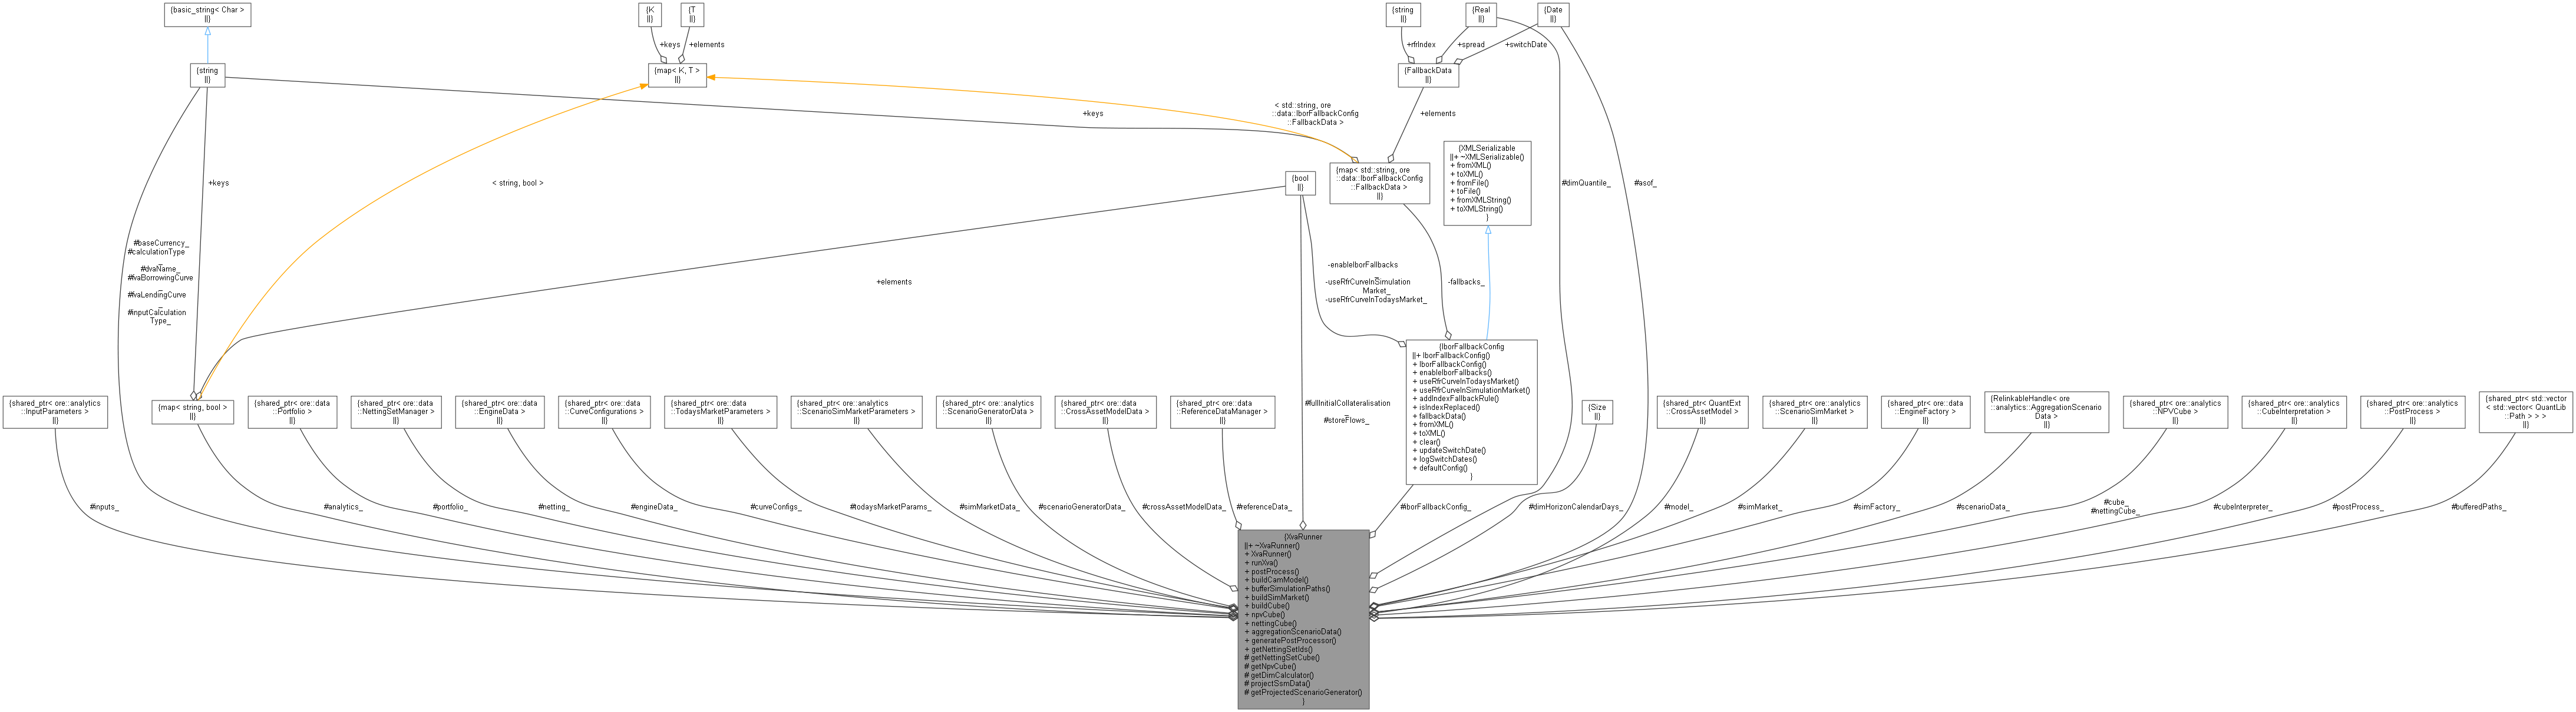 {basic_string< Char >
||}
{K
||}
{T
||}
{string
||}
{Real
||}
{Date
||}
+keys
+elements
+rfrIndex
+spread
+switchDate
{string
||}
{map< K, T >
||}
{FallbackData
||}
< std::string, ore
::data::IborFallbackConfig
::FallbackData >
+keys
+elements
{XMLSerializable
||+ ~XMLSerializable()
+ fromXML()
+ toXML()
+ fromFile()
+ toFile()
+ fromXMLString()
+ toXMLString()
}
{map< std::string, ore
::data::IborFallbackConfig
::FallbackData >
||}
{bool
||}
+keys
< string, bool >
#dimQuantile_
#asof_
#baseCurrency_
#calculationType
_
#dvaName_
#fvaBorrowingCurve
_
#fvaLendingCurve
_
#inputCalculation
Type_
+elements
-enableIborFallbacks
_
-useRfrCurveInSimulation
Market_
-useRfrCurveInTodaysMarket_
-fallbacks_
{IborFallbackConfig
||+ IborFallbackConfig()
+ IborFallbackConfig()
+ enableIborFallbacks()
+ useRfrCurveInTodaysMarket()
+ useRfrCurveInSimulationMarket()
+ addIndexFallbackRule()
+ isIndexReplaced()
+ fallbackData()
+ fromXML()
+ toXML()
+ clear()
+ updateSwitchDate()
+ logSwitchDates()
+ defaultConfig()
}
{shared_ptr< ore::analytics
::InputParameters >
||}
{map< string, bool >
||}
{shared_ptr< ore::data
::Portfolio >
||}
{shared_ptr< ore::data
::NettingSetManager >
||}
{shared_ptr< ore::data
::EngineData >
||}
{shared_ptr< ore::data
::CurveConfigurations >
||}
{shared_ptr< ore::data
::TodaysMarketParameters >
||}
{shared_ptr< ore::analytics
::ScenarioSimMarketParameters >
||}
{shared_ptr< ore::analytics
::ScenarioGeneratorData >
||}
{shared_ptr< ore::data
::CrossAssetModelData >
||}
{shared_ptr< ore::data
::ReferenceDataManager >
||}
#fullInitialCollateralisation
_
#storeFlows_
{Size
||}
{shared_ptr< QuantExt
::CrossAssetModel >
||}
{shared_ptr< ore::analytics
::ScenarioSimMarket >
||}
{shared_ptr< ore::data
::EngineFactory >
||}
{RelinkableHandle< ore
::analytics::AggregationScenario
Data >
||}
{shared_ptr< ore::analytics
::NPVCube >
||}
{shared_ptr< ore::analytics
::CubeInterpretation >
||}
{shared_ptr< ore::analytics
::PostProcess >
||}
{shared_ptr< std::vector
< std::vector< QuantLib
::Path > > >
||}
#inputs_
#analytics_
#portfolio_
#netting_
#engineData_
#curveConfigs_
#todaysMarketParams_
#simMarketData_
#scenarioGeneratorData_
#crossAssetModelData_
#referenceData_
#iborFallbackConfig_
#dimHorizonCalendarDays_
#model_
#simMarket_
#simFactory_
#scenarioData_
#cube_
#nettingCube_
#cubeInterpreter_
#postProcess_
#bufferedPaths_
{XvaRunner
||+ ~XvaRunner()
+ XvaRunner()
+ runXva()
+ postProcess()
+ buildCamModel()
+ bufferSimulationPaths()
+ buildSimMarket()
+ buildCube()
+ npvCube()
+ nettingCube()
+ aggregationScenarioData()
+ generatePostProcessor()
+ getNettingSetIds()
# getNettingSetCube()
# getNpvCube()
# getDimCalculator()
# projectSsmData()
# getProjectedScenarioGenerator()
}